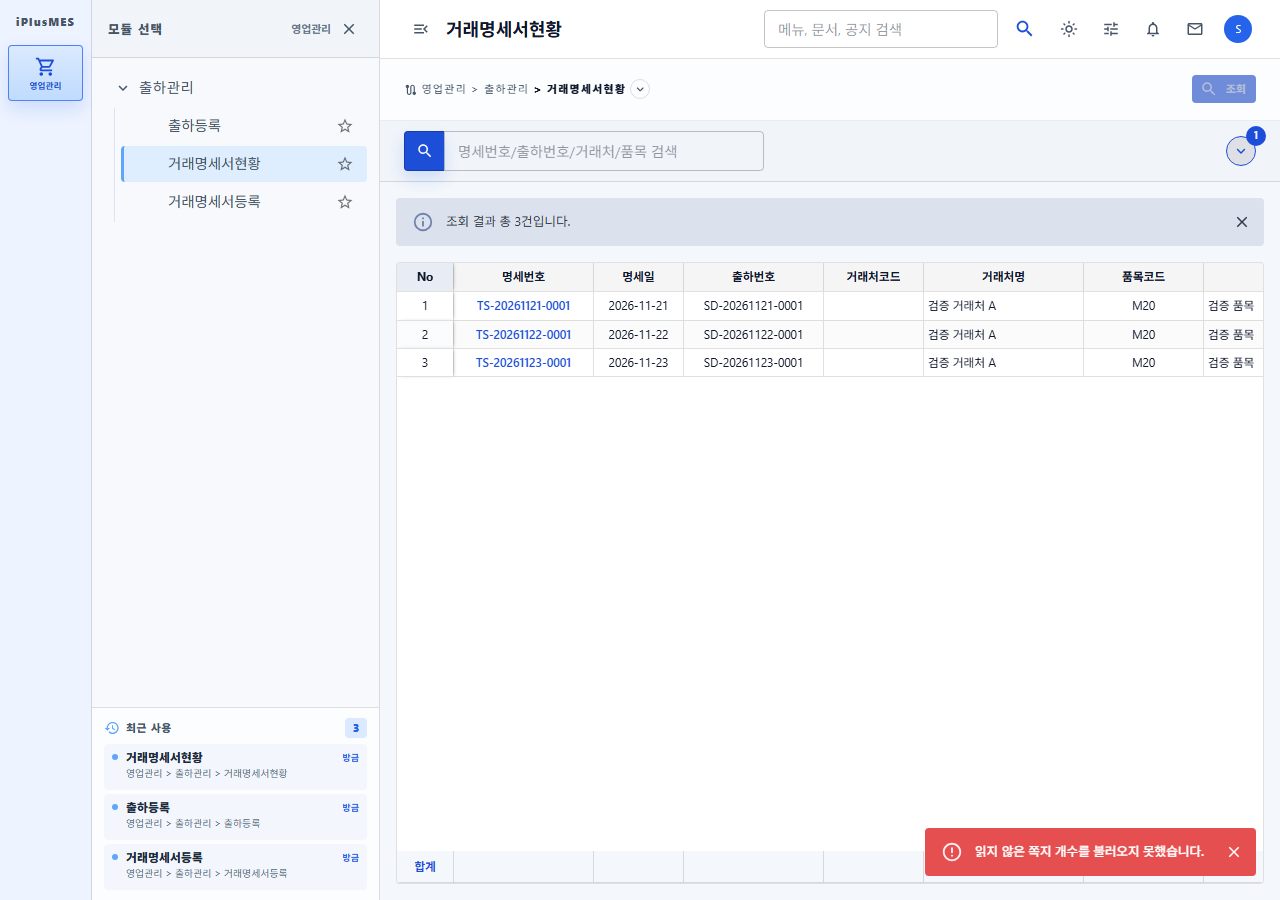 iPlusMES
영업관리
모듈 선택
영업관리
출하관리
출하등록
거래명세서현황
거래명세서등록
최근 사용
3
거래명세서현황
방금
영업관리 > 출하관리 > 거래명세서현황
출하등록
방금
영업관리 > 출하관리 > 출하등록
거래명세서등록
방금
영업관리 > 출하관리 > 거래명세서등록
거래명세서현황
메뉴, 문서, 공지 검색
S
영업관리 > 출하관리 > 거래명세서현황
조회
명세번호/출하번호/거래처/품목 검색
1
조회 결과 총 3건입니다.
No 명세번호 명세일 출하번호 거래처코드 거래처명 품목코드
1 TS-20261121-0001 2026-11-21 SD-20261121-0001 검증 거래처 A M20 검증 품목
2 TS-20261122-0001 2026-11-22 SD-20261122-0001 검증 거래처 A M20 검증 품목
3 TS-20261123-0001 2026-11-23 SD-20261123-0001 검증 거래처 A M20 검증 품목
합계
읽지 않은 쪽지 개수를 불러오지 못했습니다.